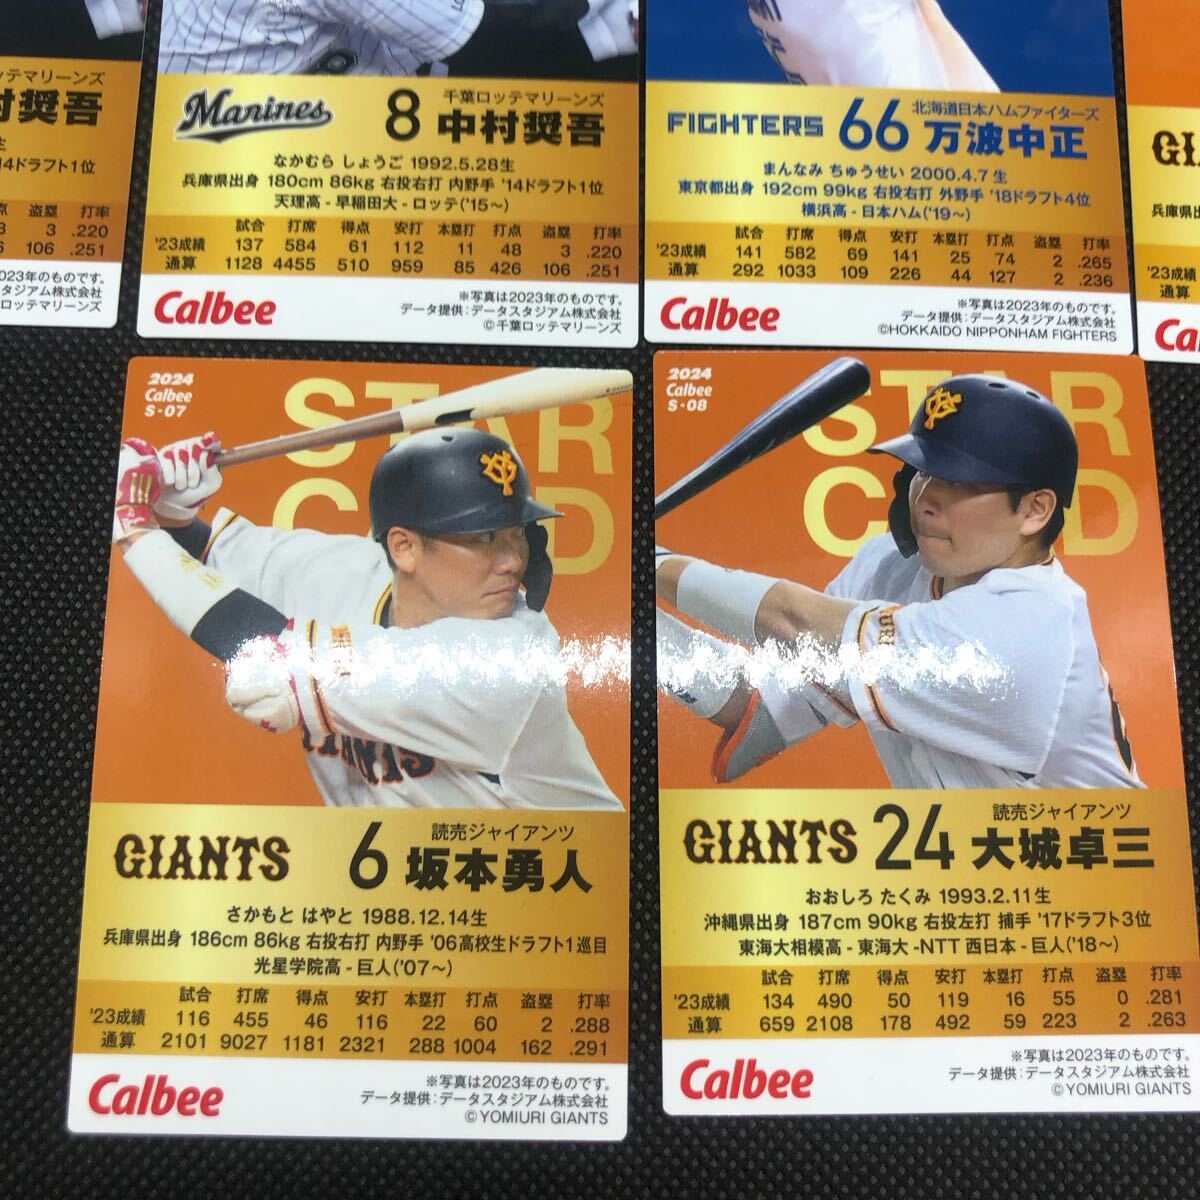 テマリーンズ
村奨吾
14ドラフト1位
点 盗塁 打率
3 .220
106 .251
2023年のものです。
タジアム株式会社
ロッテマリーンズ
Marines
8
千葉ロッテマリーンズ
中村奨吾
なかむら しょうご 1992.5.28生
兵庫県出身 180cm 86kg 右投右打 内野手 '14ドラフト1位
天理高 - 早稲田大 - ロッテ('15〜)
試合 打席 得点 安打 本塁打 打点 盗塁 打率
'23成績 137 584 61 112 11 48 3 .220
通算 1128 4455 510 959 85 426 106 .251
Calbee
※写真は2023年のものです。
データ提供:データスタジアム株式会社
©千葉ロッテマリーンズ
FIGHTERS
66
北海道日本ハムファイターズ
万波中正
まんなみ ちゅうせい 2000.4.7生
東京都出身 192cm 99kg 右投右打 外野手 '18ドラフト4位
横浜高 - 日本ハム('19〜)
試合 打席 得点 安打 本塁打 打点 盗塁 打率
'23成績 141 582 69 141 25 74 2 .265
通算 292 1033 109 226 44 127 2 .236
Calbee
※写真は2023年のものです。
データ提供:データスタジアム株式会社
©HOKKAIDO NIPPONHAM FIGHTERS
兵庫県出
'23成績
通算
Calb
2024
Calbee
S-07
STAR
CARD
GIANTS
6
読売ジャイアンツ
坂本勇人
さかもと はやと 1988.12.14生
兵庫県出身 186cm 86kg 右投右打 内野手 '06高校生ドラフト1巡目
光星学院高 - 巨人('07〜)
試合 打席 得点 安打 本塁打 打点 盗塁 打率
'23成績 116 455 46 116 22 60 2 .288
通算 2101 9027 1181 2321 288 1004 162 .291
Calbee
※写真は2023年のものです。
データ提供:データスタジアム株式会社
©YOMIURI GIANTS
2024
Calbee
S-08
STAR
CARD
GIANTS
24
読売ジャイアンツ
大城卓三
おおしろ たくみ 1993.2.11生
沖縄県出身 187cm 90kg 右投左打 捕手 '17ドラフト3位
東海大相模高 - 東海大 - NTT 西日本 - 巨人('18〜)
試合 打席 得点 安打 本塁打 打点 盗塁 打率
'23成績 134 490 50 119 16 55 0 .281
通算 659 2108 178 492 59 223 2 .263
Calbee
※写真は2023年のものです。
データ提供:データスタジアム株式会社
©YOMIURI GIANTS